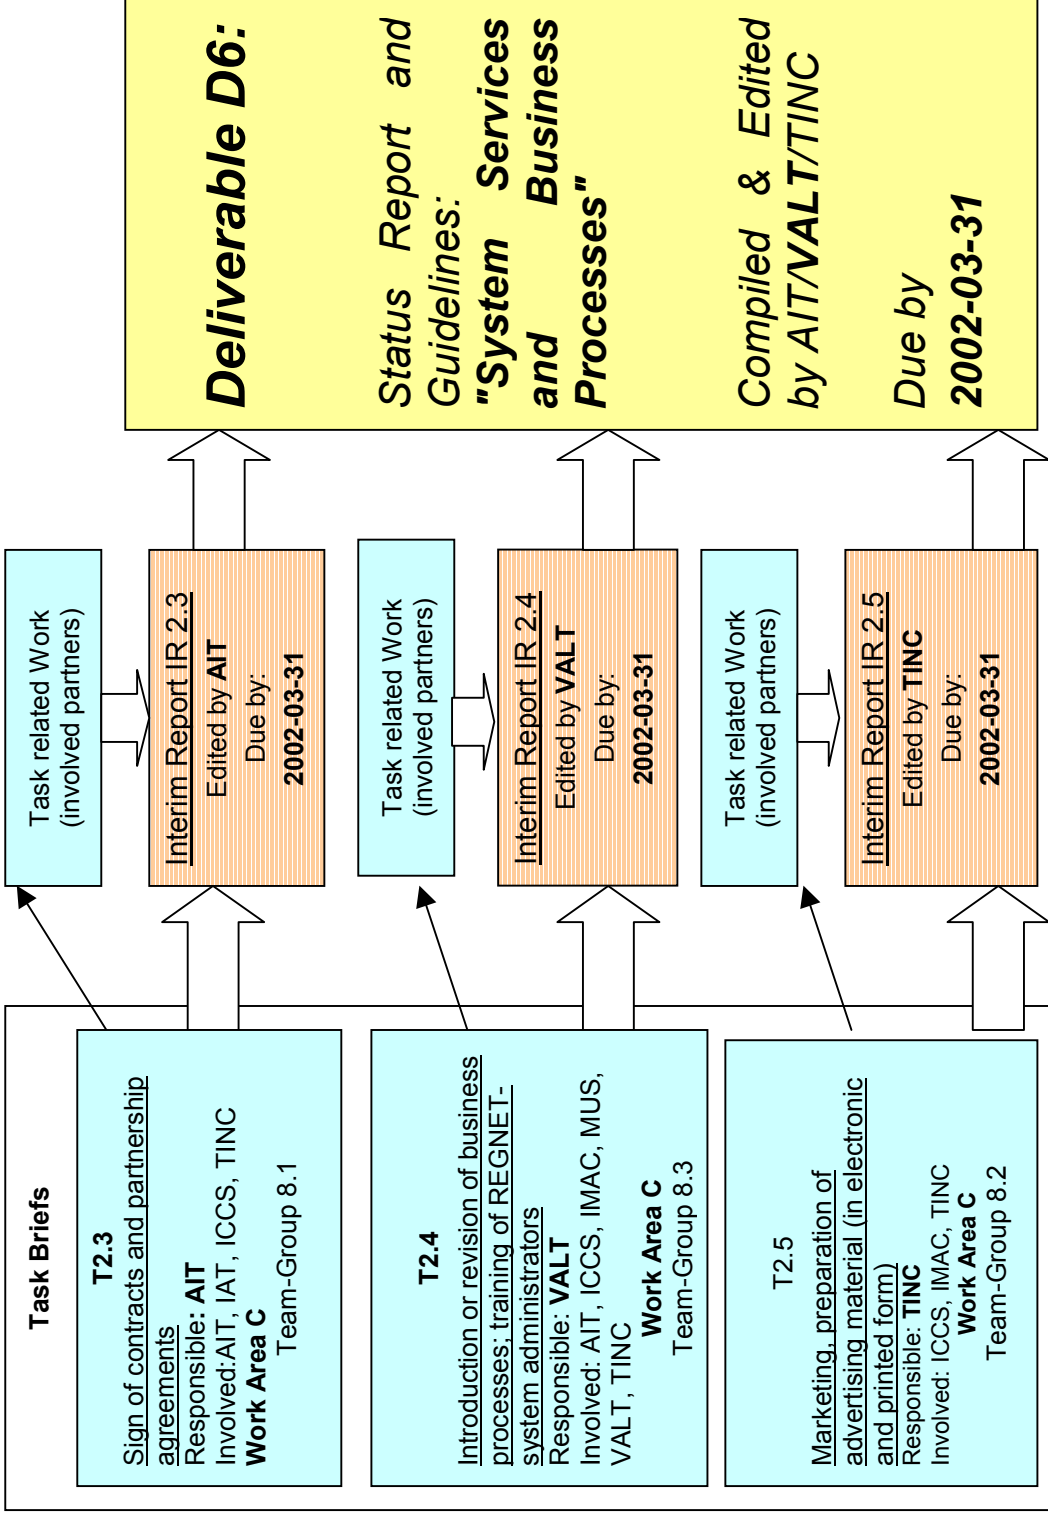 Task Briefs
T2.3
Sign of contracts and partnership
agreements
Responsible: AIT
Involved:AIT, IAT, ICCS, TINC
Work Area C
Team-Group 8.1
T2.4
Introduction or revision of business
processes; training of REGNET-
system administrators
Responsible: VALT
Involved: AIT, ICCS, IMAC, MUS,
VALT, TINC
Work Area C
Team-Group 8.3
T2.5
Marketing, preparation of
advertising material (in electronic
and printed form)
Responsible: TINC
Involved: ICCS, IMAC, TINC
Work Area C
Team-Group 8.2
Task related Work
(involved partners)
Interim Report IR 2.3
Edited by AIT
Due by:
2002-03-31
Task related Work
(involved partners)
Interim Report IR 2.4
Edited by VALT
Due by:
2002-03-31
Task related Work
(involved partners)
Interim Report IR 2.5
Edited by TINC
Due by:
2002-03-31
Deliverable D6:
Status Report and
Guidelines:
"System Services
and Business
Processes"
Compiled & Edited
by AIT/VALT/TINC
Due by
2002-03-31